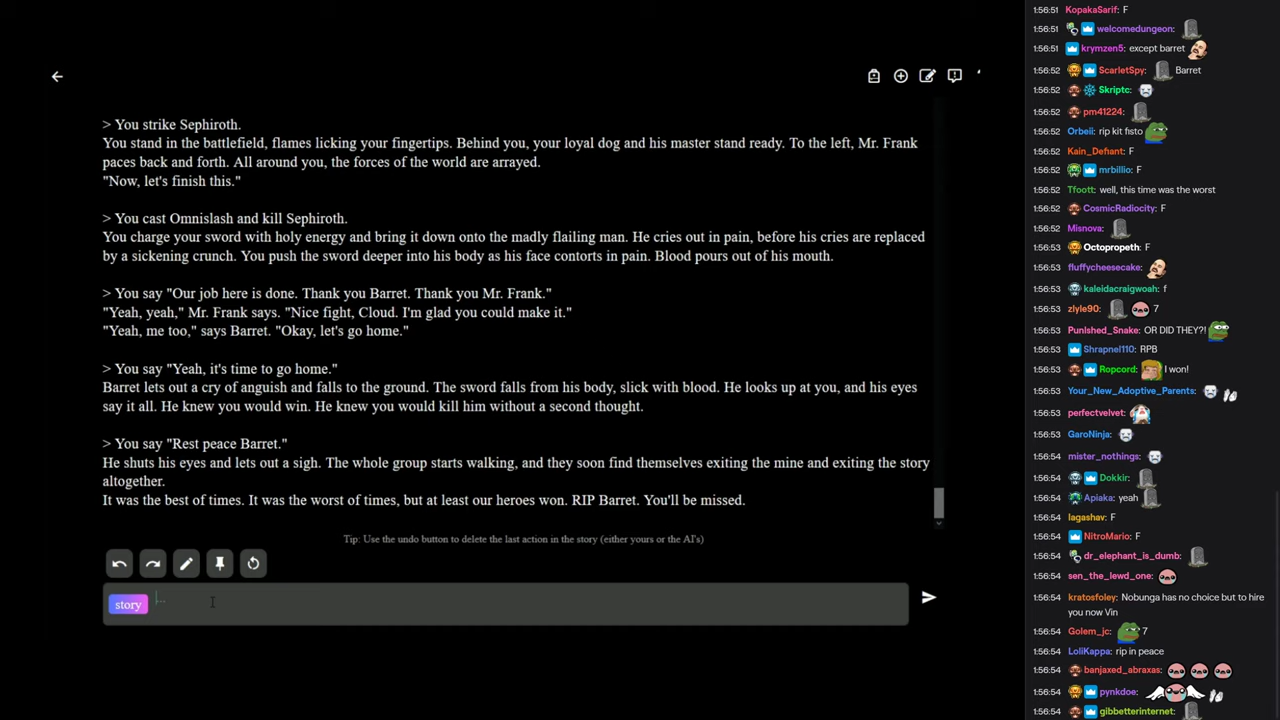 > You strike Sephiroth.
You stand in the battlefield, flames licking your fingertips. Behind you, your loyal dog and his master stand ready. To the left, Mr. Frank
paces back and forth. All around you, the forces of the world are arrayed.
"Now, let's finish this."
> You cast Omnislash and kill Sephiroth.
You charge your sword with holy energy and bring it down onto the madly flailing man. He cries out in pain, before his cries are replaced
by a sickening crunch. You push the sword deeper into his body as his face contorts in pain. Blood pours out of his mouth.
> You say "Our job here is done. Thank you Barret. Thank you Mr. Frank."
"Yeah, yeah," Mr. Frank says. "Nice fight, Cloud. I'm glad you could make it."
"Yeah, me too," says Barret. "Okay, let's go home."
> You say "Yeah, it's time to go home."
Barret lets out a cry of anguish and falls to the ground. The sword falls from his body, slick with blood. He looks up at you, and his eyes
say it all. He knew you would win. He knew you would kill him without a second thought.
> You say "Rest peace Barret."
He shuts his eyes and lets out a sigh. The whole group starts walking, and they soon find themselves exiting the mine and exiting the story
altogether.
It was the best of times. It was the worst of times, but at least our heroes won. RIP Barret. You'll be missed.
Tip: Use the undo button to delete the last action in the story (either yours or the AI's)
story
1:56:51 KopakaSarif: F
1:56:51 welcomedungeon:
1:56:51 krymzen5: except barret
1:56:52 ScarletSpy: Barret
1:56:52 Skriptc:
1:56:52 pm41224:
1:56:52 Orbeii: rip kit fisto
1:56:52 Kain_Defiant: F
1:56:52 mrbillio: F
1:56:52 Tfoott: well, this time was the worst
1:56:52 CosmicRadiocity: F
1:56:52 Misnova:
1:56:53 Octopropeth: F
1:56:53 fluffycheesecake:
1:56:53 kaleidacraigwoah: f
1:56:53 zlyle90: 7
1:56:53 Punlshed_Snake: OR DID THEY?!
1:56:53 Shrapnel110: RPB
1:56:53 Ropcord: I won!
1:56:53 Your_New_Adoptive_Parents:
1:56:53 perfectvelvet:
1:56:53 GaroNinja:
1:56:53 mister_nothings:
1:56:54 Dokkir:
1:56:54 Apiaka: yeah
1:56:54 lagashav: F
1:56:54 NitroMario: F
1:56:54 dr_elephant_is_dumb:
1:56:54 sen_the_lewd_one:
1:56:54 kratosfoley: Nobunga has no choice but to hire
you now Vin
1:56:54 Golem_jc: 7
1:56:54 LoliKappa: rip in peace
1:56:54 banjaxed_abraxas:
1:56:54 pynkdoe:
1:56:54 gibbetterinternet: